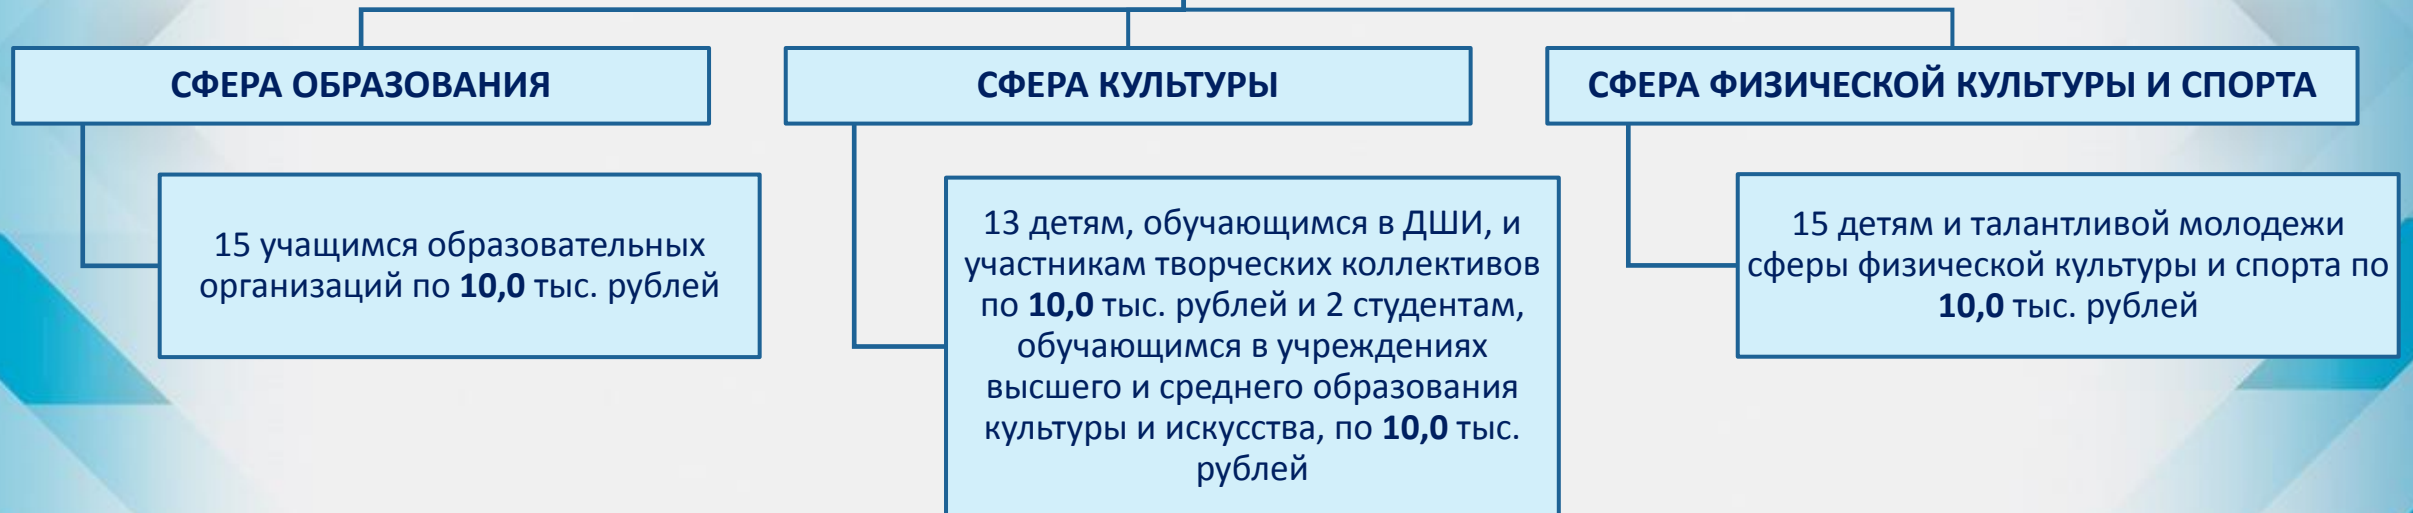 СФЕРА ОБРАЗОВАНИЯ
15 учащимся образовательных
организаций по 10,0 тыс. рублей
СФЕРА КУЛЬТУРЫ
13 детям, обучающимся в ДШИ, и
участникам творческих коллективов
по 10,0 тыс. рублей и 2 студентам,
обучающимся в учреждениях
высшего и среднего образования
культуры и искусства, по 10,0 тыс.
рублей
СФЕРА ФИЗИЧЕСКОЙ КУЛЬТУРЫ И СПОРТА
15 детям и талантливой молодежи
сферы физической культуры и спорта по
10,0 тыс. рублей